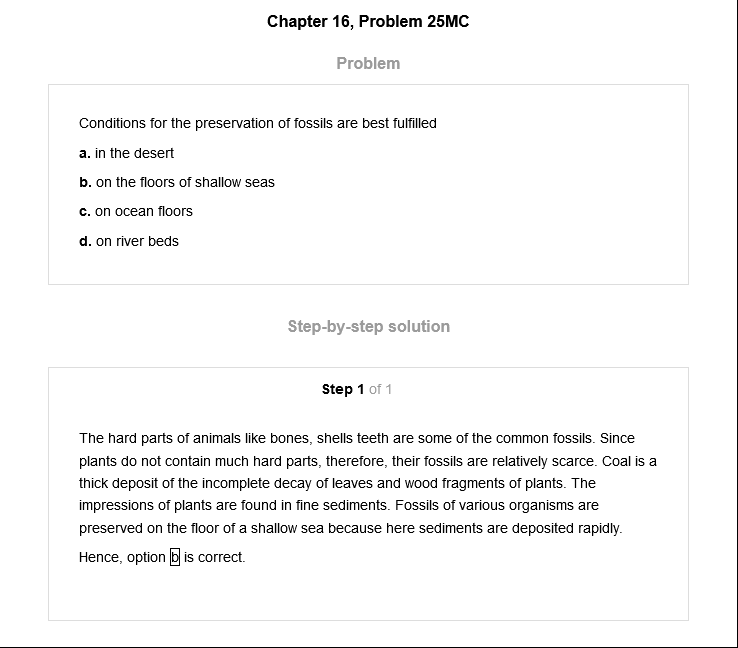 Chapter 16, Problem 25MC
Problem
Conditions for the preservation of fossils are best fulfilled
a. in the desert
b. on the floors of shallow seas
c. on ocean floors
d. on river beds
Step-by-step solution
Step 1 of 1
The hard parts of animals like bones, shells teeth are some of the common fossils. Since
plants do not contain much hard parts, therefore, their fossils are relatively scarce. Coal is a
thick deposit of the incomplete decay of leaves and wood fragments of plants. The
impressions of plants are found in fine sediments. Fossils of various organisms are
preserved on the floor of a shallow sea because here sediments are deposited rapidly.
Hence, option b is correct.